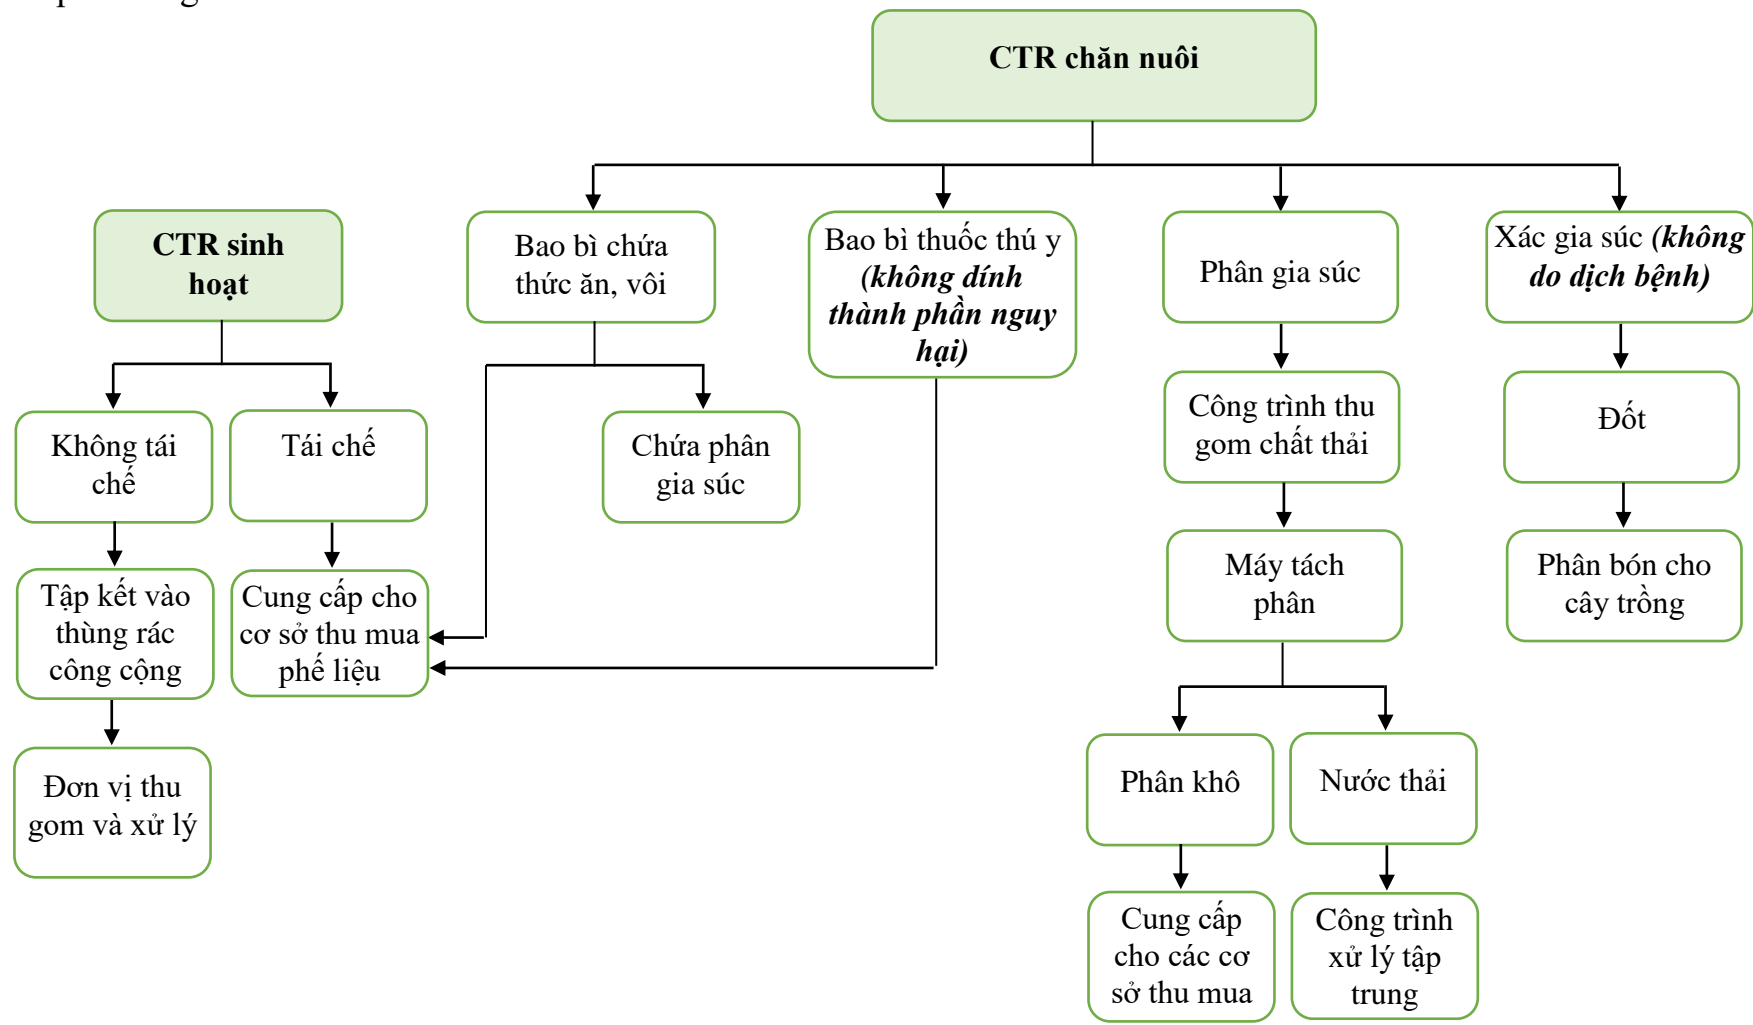 CTR chăn nuôi
CTR sinh
hoạt
Bao bì chứa
thức ăn, vôi
Bao bì thuốc thú y
(không dính
thành phần nguy
hại)
Phân gia súc
Xác gia súc (không
do dịch bệnh)
Không tái
chế
Tái chế
Chứa phân
gia súc
Công trình thu
gom chất thải
Đốt
Tập kết vào
thùng rác
công cộng
Cung cấp cho
cơ sở thu mua
phế liệu
Máy tách
phân
Phân bón cho
cây trồng
Đơn vị thu
gom và xử lý
Phân khô
Nước thải
Cung cấp
cho các cơ
sở thu mua
Công trình
xử lý tập
trung